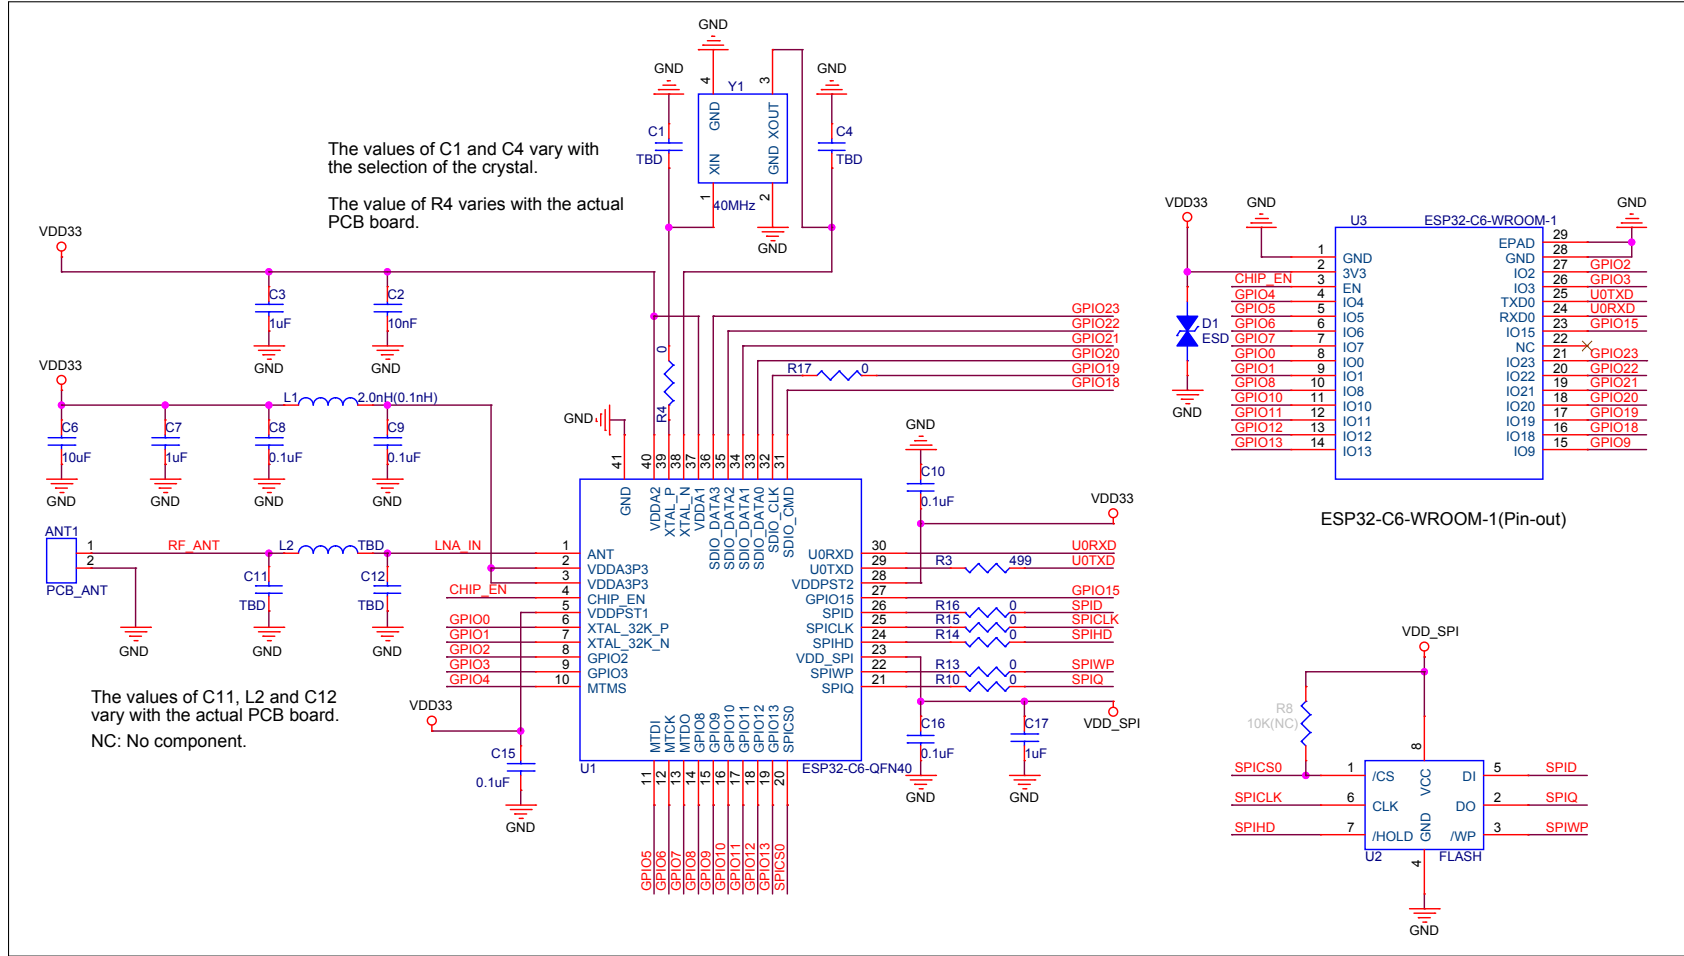 GND
GND
GND
4
3
Y1
GND
XOUT
XIN
GND
1
2
40MHz
GND
C1
TBD
C4
TBD
The values of C1 and C4 vary with
the selection of the crystal.
The value of R4 varies with the actual
PCB board.
VDD33
C3
1uF
GND
C2
10nF
GND
VDD33
L1
2.0nH(0.1nH)
C6
10uF
GND
C7
1uF
GND
C8
0.1uF
GND
C9
0.1uF
GND
0
R4
R17
0
GPIO23
GPIO22
GPIO21
GPIO20
GPIO19
GPIO18
ANT1
1
2
PCB_ANT
GND
RF_ANT
L2
TBD
LNA_IN
C11
TBD
GND
C12
TBD
GND
The values of C11, L2 and C12
vary with the actual PCB board.
NC: No component.
GND
41
40
39
38
37
36
35
34
33
32
31
GND
VDDA2
XTAL_P
XTAL_N
VDDA1
SDIO_DATA3
SDIO_DATA2
SDIO_DATA1
SDIO_DATA0
SDIO_CLK
SDIO_CMD
1 ANT
2 VDDA3P3
3 VDDA3P3
CHIP_EN 4 CHIP_EN
5 VDDPST1
GPIO0 6 XTAL_32K_P
GPIO1 7 XTAL_32K_N
GPIO2 8 GPIO2
GPIO3 9 GPIO3
GPIO4 10 MTMS
U0RXD 30 U0RXD
U0TXD 29 R3 499 U0TXD
VDDPST2 28
GPIO15 27 GPIO15
SPID 26 R16 0 SPID
SPICLK 25 R15 0 SPICLK
SPIHD 24 R14 0 SPIHD
VDD_SPI 23
SPIWP 22 R13 0 SPIWP
SPIQ 21 R10 0 SPIQ
GND
C10
0.1uF
VDD33
VDD_SPI
C16
0.1uF
GND
C17
1uF
GND
VDD33
C15
0.1uF
GND
MTDI
MTCK
MTDO
GPIO8
GPIO9
GPIO10
GPIO11
GPIO12
GPIO13
SPICS0
U1
ESP32-C6-QFN40
11
12
13
14
15
16
17
18
19
20
GPIO5
GPIO6
GPIO7
GPIO8
GPIO9
GPIO10
GPIO11
GPIO12
GPIO13
SPICS0
VDD33
GND
GND
D1
ESD
GND
U3
ESP32-C6-WROOM-1
1 GND
2 3V3
CHIP_EN 3 EN
GPIO4 4 IO4
GPIO5 5 IO5
GPIO6 6 IO6
GPIO7 7 IO7
GPIO0 8 IO0
GPIO1 9 IO1
GPIO8 10 IO8
GPIO10 11 IO10
GPIO11 12 IO11
GPIO12 13 IO12
GPIO13 14 IO13
EPAD 29
GND 28
IO2 27 GPIO2
IO3 26 GPIO3
TXD0 25 U0TXD
RXD0 24 U0RXD
IO15 23 GPIO15
NC 22
IO23 21 GPIO23
IO22 20 GPIO22
IO21 19 GPIO21
IO20 18 GPIO20
IO19 17 GPIO19
IO18 16 GPIO18
IO9 15 GPIO9
ESP32-C6-WROOM-1(Pin-out)
VDD_SPI
R8
10K(NC)
8
VCC
SPICS0 1 /CS
SPICLK 6 CLK
SPIHD 7 /HOLD
DI 5 SPID
DO 2 SPIQ
/WP 3 SPIWP
GND
U2
4
FLASH
GND